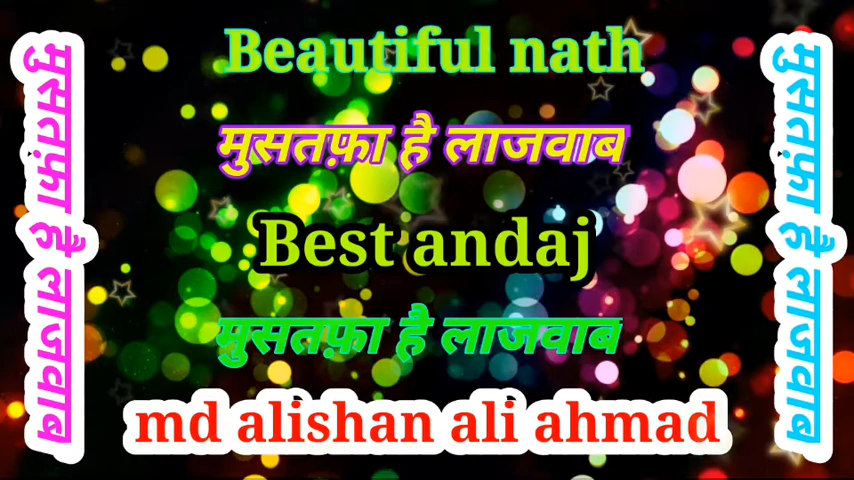 Beautiful nath
मुसतफ़ा है लाजवाब
Best andaj
मुसतफ़ा है लाजवाब
md alishan ali ahmad
मुसतफ़ा है लाजवाब
मुसतफ़ा है लाजवाब